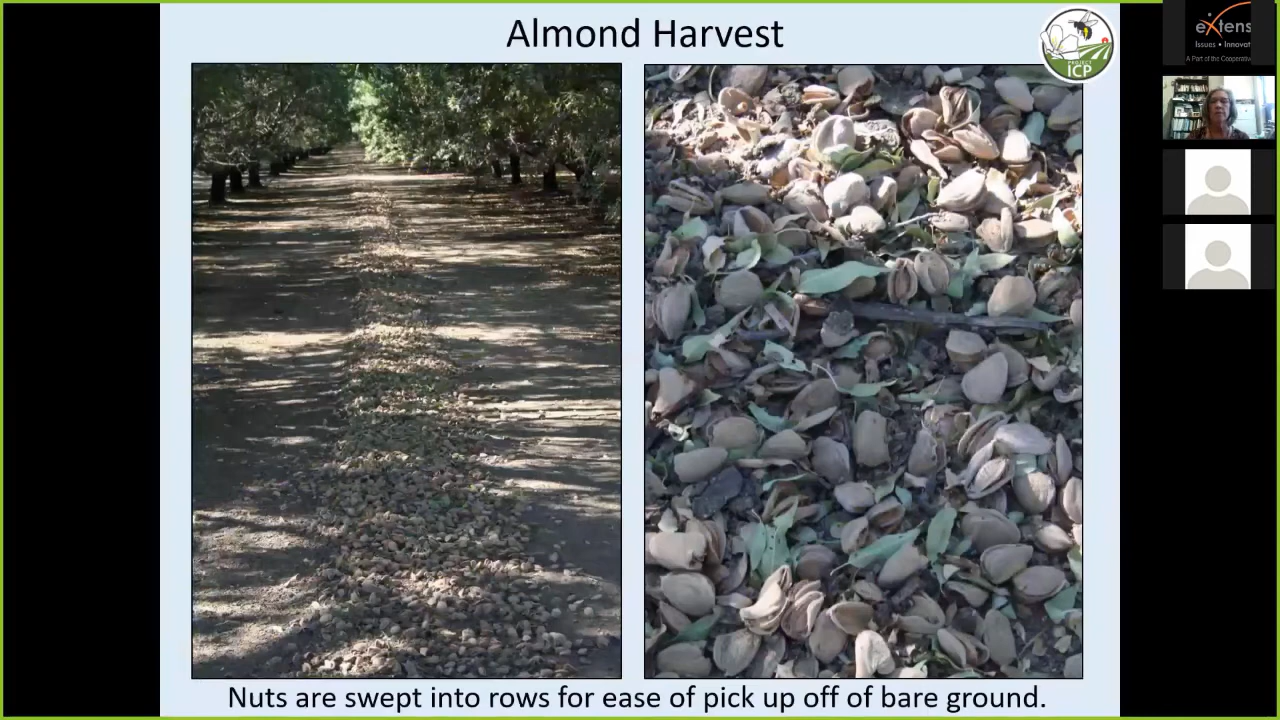 Almond Harvest
PROJECT
ICP
Nuts are swept into rows for ease of pick up off of bare ground.
eXtens
Issues • Innovat
A Part of the Cooperativ